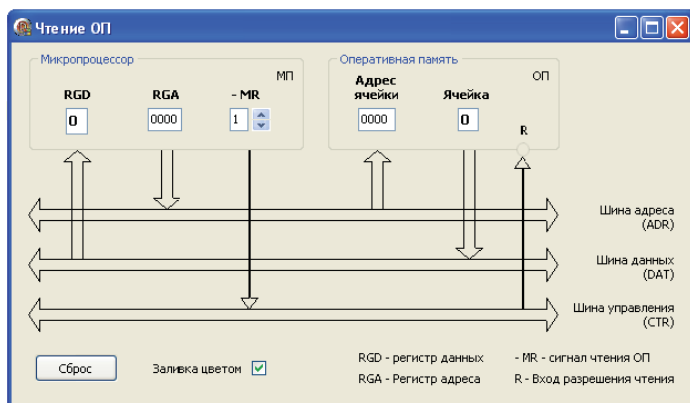 Чтение ОП
Микропроцессор
МП
RGD RGA - MR
0 0000 1
Оперативная память
ОП
Адрес ячейки Ячейка
0000 0
R
Шина адреса
(ADR)
Шина данных
(DAT)
Шина управления
(CTR)
Сброс
Заливка цветом
RGD - регистр данных
RGA - Регистр адреса
- MR - сигнал чтения ОП
R - Вход разрешения чтения